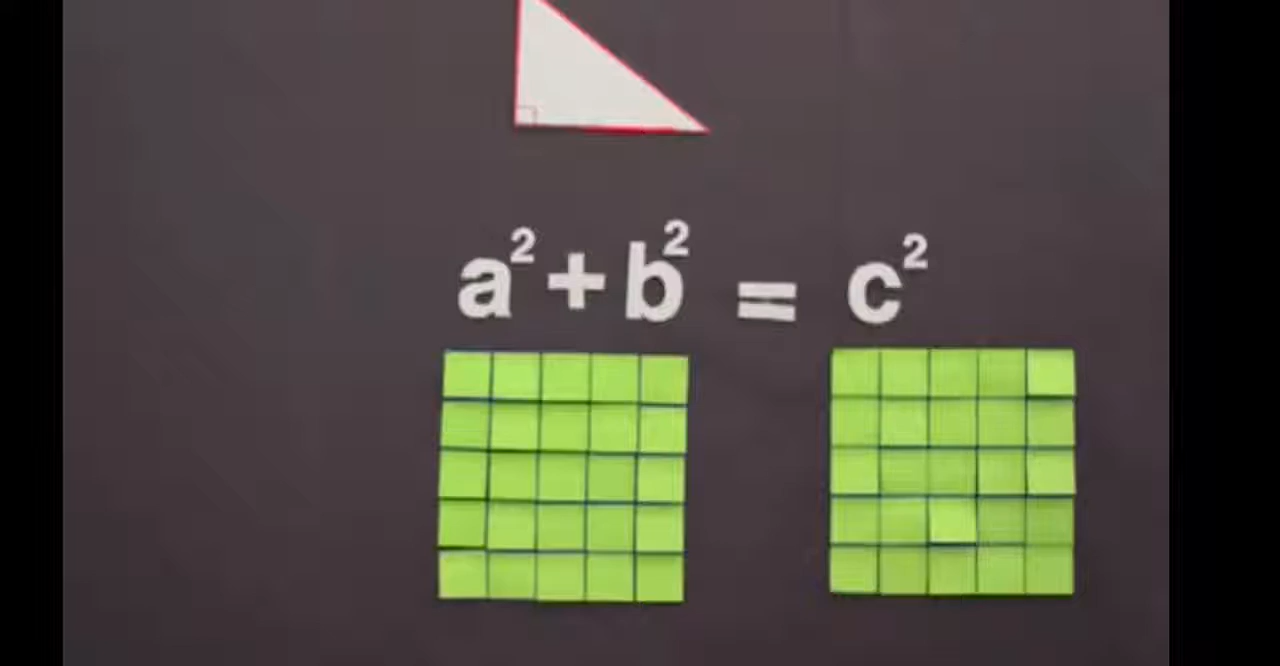 a² + b² = c²